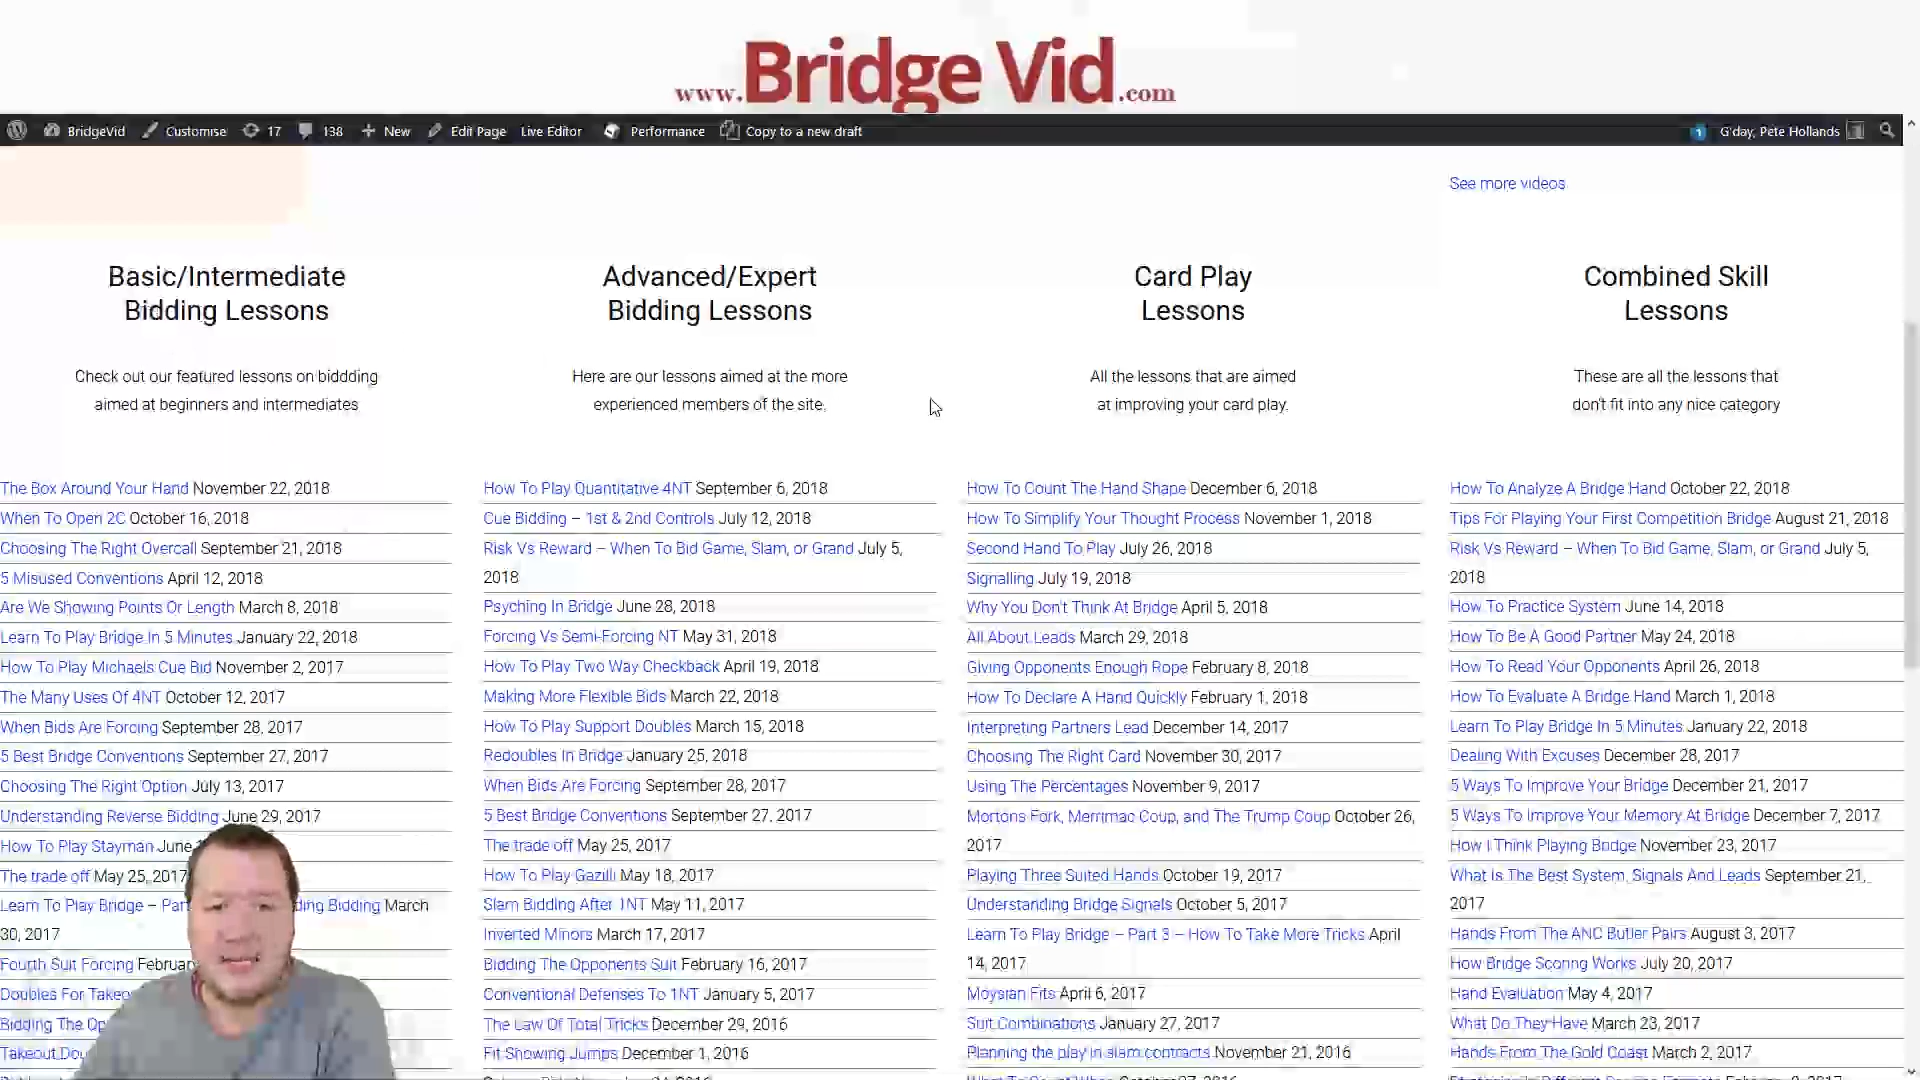 www.Bridge Vid.com
BridgeVid Customise 17 138 New Edit Page Live Editor Performance Copy to a new draft 1 G'day, Pete Hollands
See more videos
Basic/Intermediate
Bidding Lessons
Check out our featured lessons on biddding
aimed at beginners and intermediates
The Box Around Your Hand November 22, 2018
When To Open 2C October 16, 2018
Choosing The Right Overcall September 21, 2018
5 Misused Conventions April 12, 2018
Are We Showing Points Or Length March 8, 2018
Learn To Play Bridge In 5 Minutes January 22, 2018
How To Play Michaels Cue Bid November 2, 2017
The Many Uses Of 4NT October 12, 2017
When Bids Are Forcing September 28, 2017
5 Best Bridge Conventions September 27, 2017
Choosing The Right Option July 13, 2017
Understanding Reverse Bidding June 29, 2017
How To Play Stayman June
The trade off May 25, 2017
Learn To Play Bridge – Part Bidding March
30, 2017
Fourth Suit Forcing
Doubles For
Bidding The
Takeout
Advanced/Expert
Bidding Lessons
Here are our lessons aimed at the more
experienced members of the site.
How To Play Quantitative 4NT September 6, 2018
Cue Bidding – 1st & 2nd Controls July 12, 2018
Risk Vs Reward – When To Bid Game, Slam, or Grand July 5,
2018
Psyching In Bridge June 28, 2018
Forcing Vs Semi-Forcing NT May 31, 2018
How To Play Two Way Checkback April 19, 2018
Making More Flexible Bids March 22, 2018
How To Play Support Doubles March 15, 2018
Redoubles In Bridge January 25, 2018
When Bids Are Forcing September 28, 2017
5 Best Bridge Conventions September 27, 2017
The trade off May 25, 2017
How To Play Gazilli May 18, 2017
Slam Bidding After 1NT May 11, 2017
Inverted Minors March 17, 2017
Bidding The Opponents Suit February 16, 2017
Conventional Defenses To 1NT January 5, 2017
The Law Of Total Tricks December 29, 2016
Fit Showing Jumps December 1, 2016
Card Play
Lessons
All the lessons that are aimed
at improving your card play.
How To Count The Hand Shape December 6, 2018
How To Simplify Your Thought Process November 1, 2018
Second Hand To Play July 26, 2018
Signalling July 19, 2018
Why You Don't Think At Bridge April 5, 2018
All About Leads March 29, 2018
Giving Opponents Enough Rope February 8, 2018
How To Declare A Hand Quickly February 1, 2018
Interpreting Partners Lead December 14, 2017
Choosing The Right Card November 30, 2017
Using The Percentages November 9, 2017
Mortons Fork, Merrimac Coup, and The Trump Coup October 26,
2017
Playing Three Suited Hands October 19, 2017
Understanding Bridge Signals October 5, 2017
Learn To Play Bridge – Part 3 – How To Take More Tricks April
14, 2017
Moysian Fits April 6, 2017
Suit Combinations January 27, 2017
Planning the play in slam contracts November 21, 2016
Combined Skill
Lessons
These are all the lessons that
don't fit into any nice category
How To Analyze A Bridge Hand October 22, 2018
Tips For Playing Your First Competition Bridge August 21, 2018
Risk Vs Reward – When To Bid Game, Slam, or Grand July 5,
2018
How To Practice System June 14, 2018
How To Be A Good Partner May 24, 2018
How To Read Your Opponents April 26, 2018
How To Evaluate A Bridge Hand March 1, 2018
Learn To Play Bridge In 5 Minutes January 22, 2018
Dealing With Excuses December 28, 2017
5 Ways To Improve Your Bridge December 21, 2017
5 Ways To Improve Your Memory At Bridge December 7, 2017
How I Think Playing Bridge November 23, 2017
What Is The Best System, Signals And Leads September 21,
2017
Hands From The ANC Butler Pairs August 3, 2017
How Bridge Scoring Works July 20, 2017
Hand Evaluation May 4, 2017
What Do They Have March 23, 2017
Hands From The Gold Coast March 2, 2017